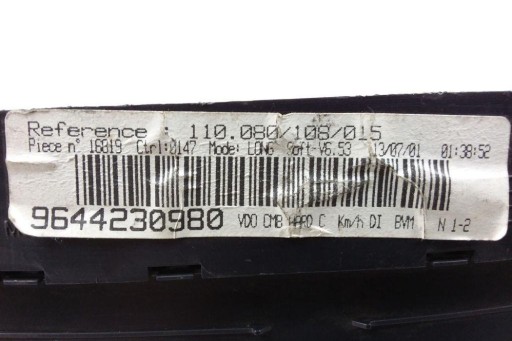 Reference : 110.080/108/015
Piece n° 16819 Ctrl:0147 Mode: LONG Soft-V6.53 13/07/01 01:38:52
9644230980 VDO CMB HARD C Km/h DI BVM N 1-2